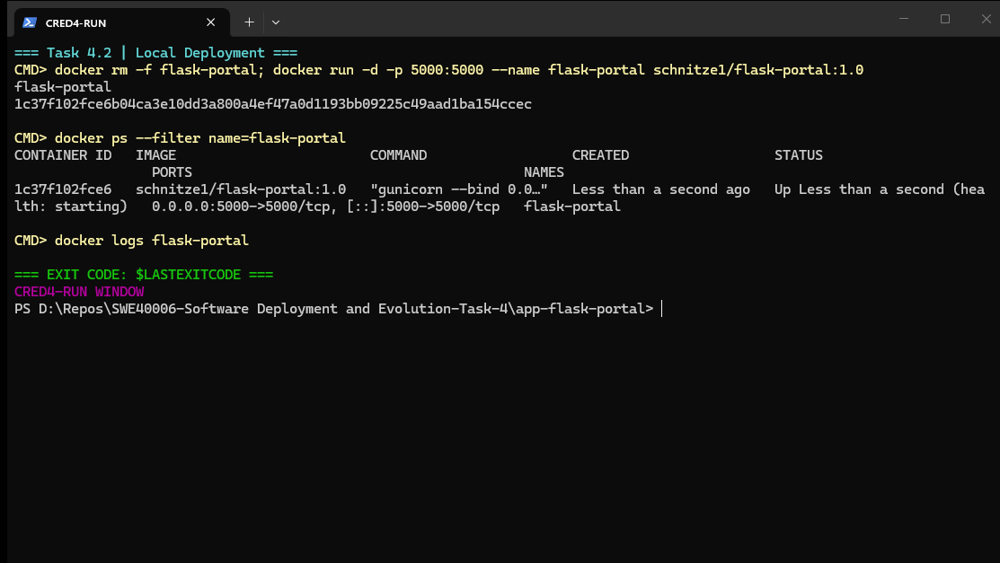 CRED4-RUN
=== Task 4.2 | Local Deployment ===
CMD> docker rm -f flask-portal; docker run -d -p 5000:5000 --name flask-portal schnitze1/flask-portal:1.0
flask-portal
1c37f102fce6b04ca3e10dd3a800a4ef47a0d1193bb09225c49aad1ba154ccec
CMD> docker ps --filter name=flask-portal
CONTAINER ID   IMAGE                        COMMAND                  CREATED                  STATUS
                 PORTS                                         NAMES
1c37f102fce6   schnitze1/flask-portal:1.0   "gunicorn --bind 0.0…"   Less than a second ago   Up Less than a second (hea
lth: starting)   0.0.0.0:5000->5000/tcp, [::]:5000->5000/tcp   flask-portal
CMD> docker logs flask-portal
=== EXIT CODE: $LASTEXITCODE ===
CRED4-RUN WINDOW
PS D:\Repos\SWE40006-Software Deployment and Evolution-Task-4\app-flask-portal>